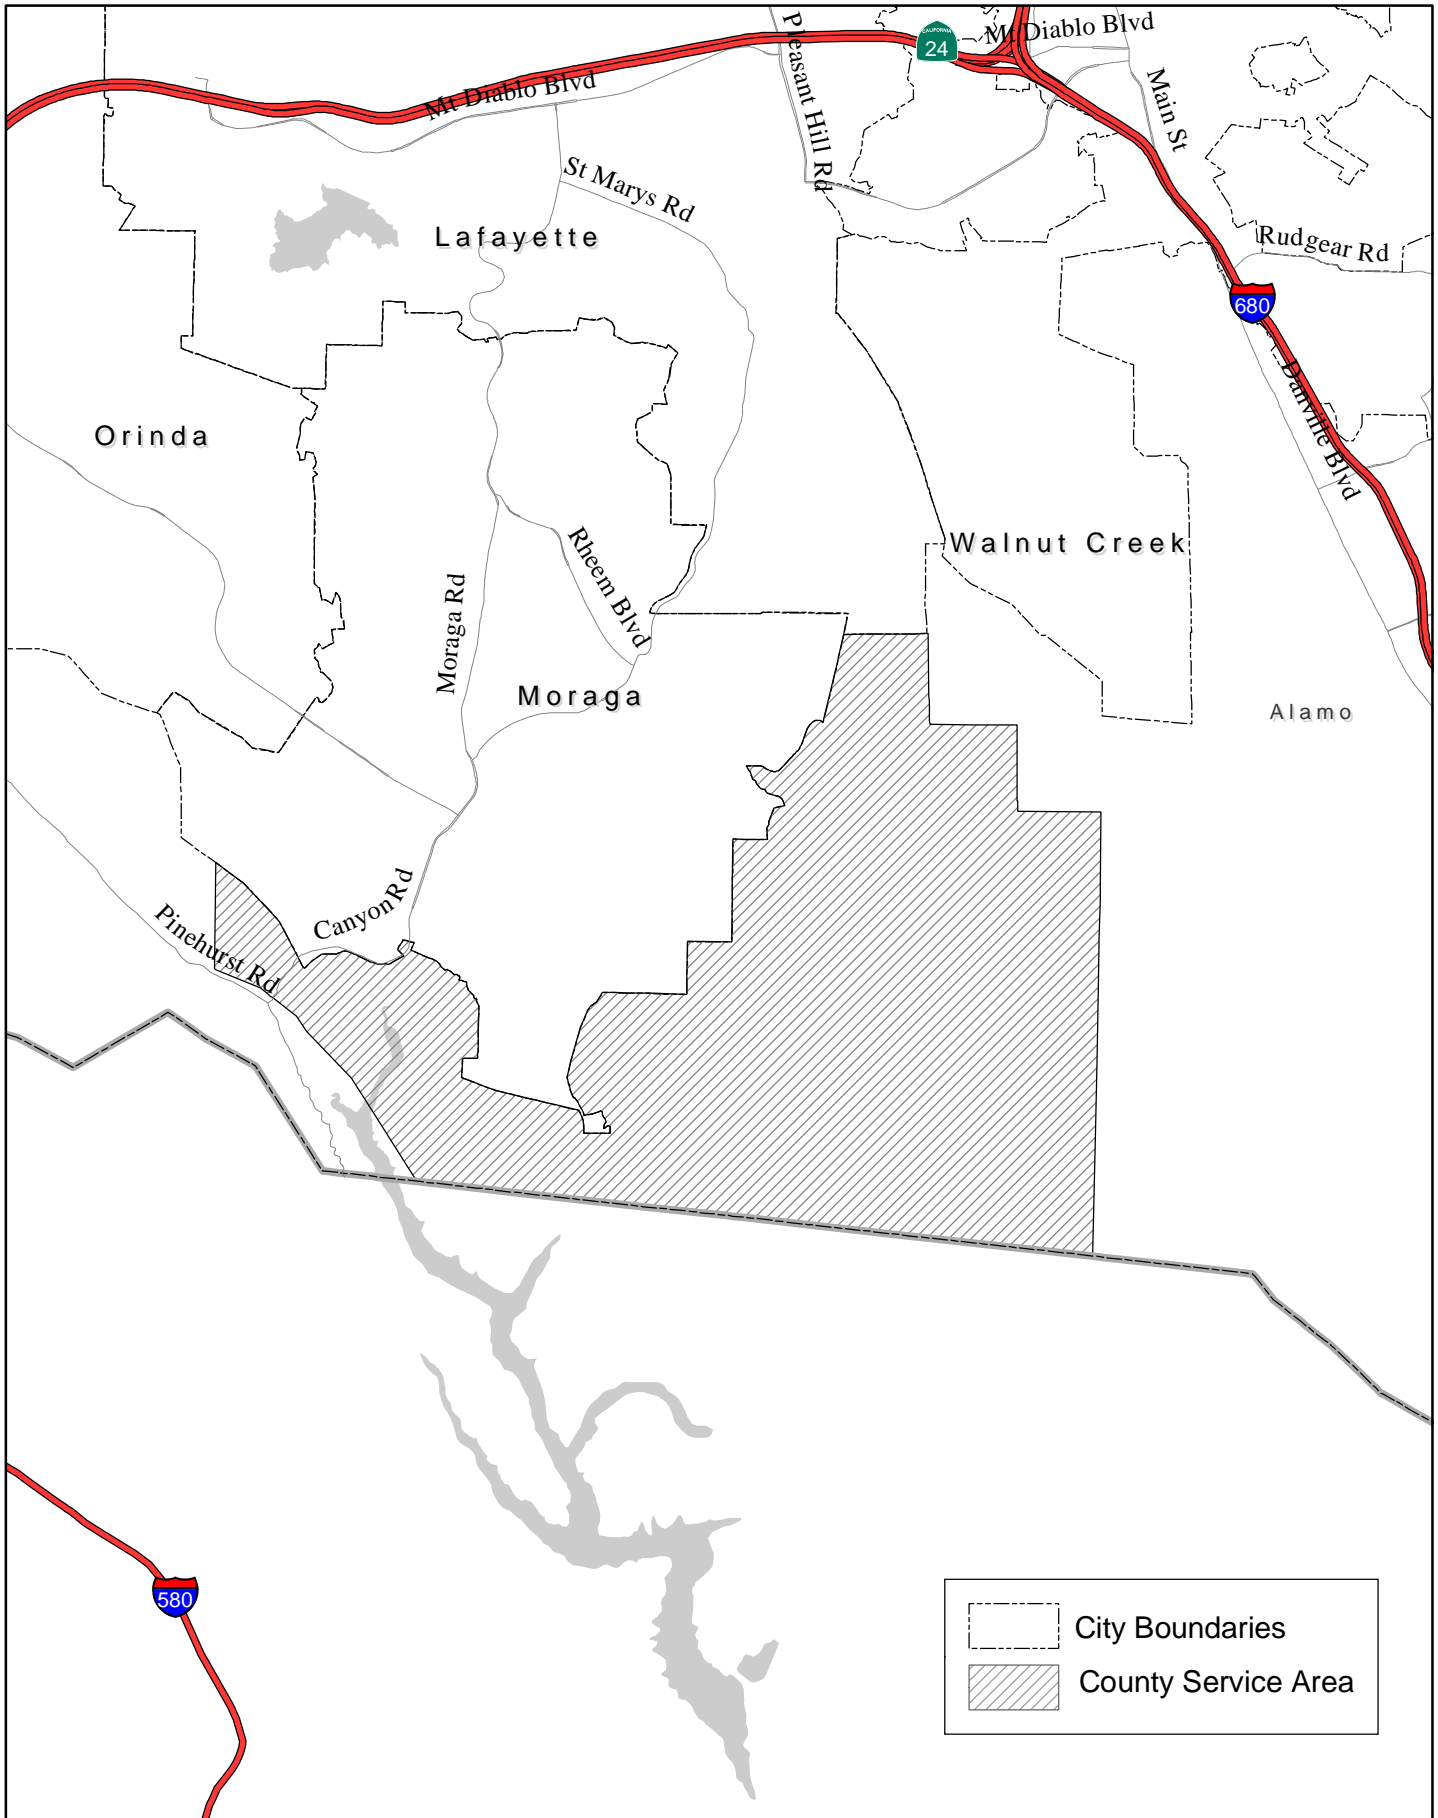 Mt Diablo Blvd
CALIFORNIA
24
Mt Diablo Blvd
Pleasant Hill Rd
Main St
St Marys Rd
Lafayette
Rudgear Rd
680
Danville Blvd
Orinda
Walnut Creek
Rheem Blvd
Moraga Rd
Moraga
Alamo
Canyon Rd
Pinehurst Rd
580
City Boundaries
County Service Area